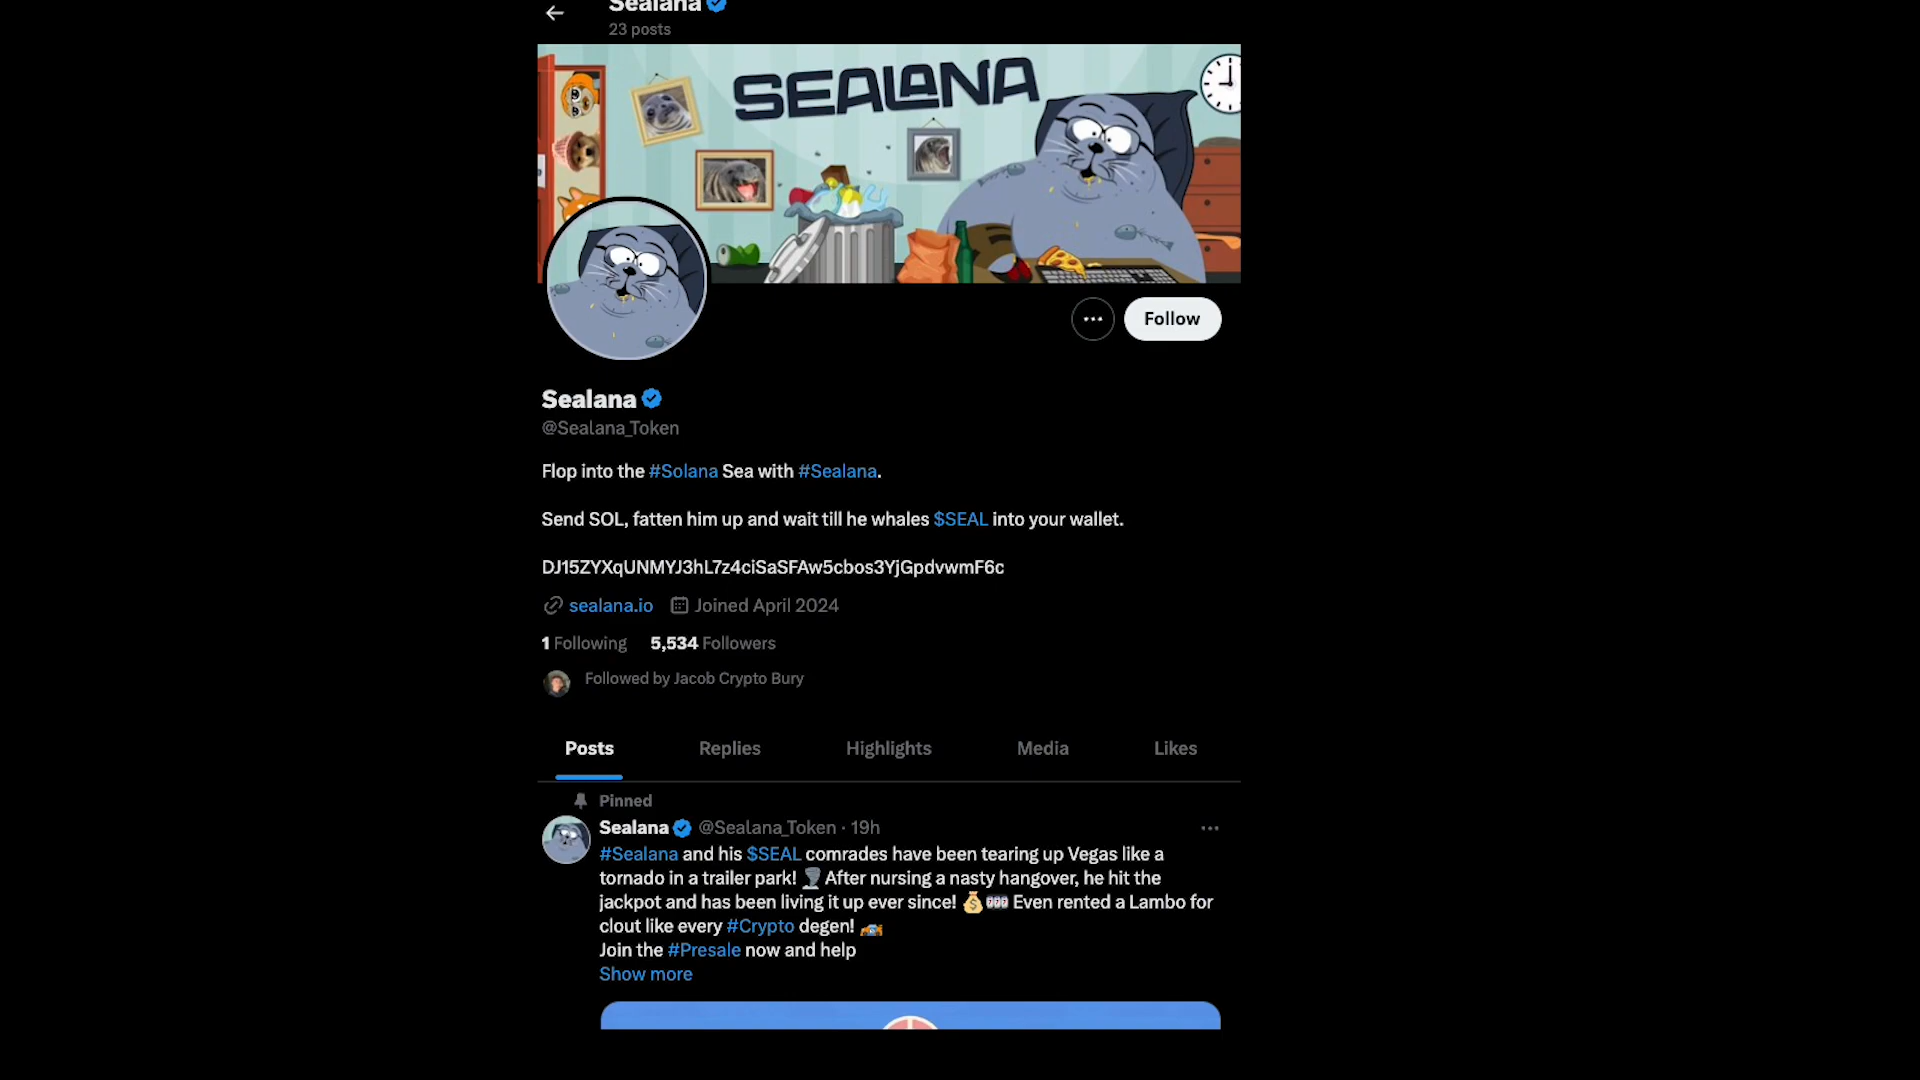 Sealana
23 posts
SEALANA
Follow
Sealana
@Sealana_Token
Flop into the #Solana Sea with #Sealana.
Send SOL, fatten him up and wait till he whales $SEAL into your wallet.
DJ15ZYXqUNMYJ3hL7z4ciSaSFAw5cbos3YjGpdvwmF6c
sealana.io Joined April 2024
1 Following 5,534 Followers
Followed by Jacob Crypto Bury
Posts Replies Highlights Media Likes
Pinned
Sealana @Sealana_Token · 19h
#Sealana and his $SEAL comrades have been tearing up Vegas like a
tornado in a trailer park! 🌪️ After nursing a nasty hangover, he hit the
jackpot and has been living it up ever since! 💰🎰 Even rented a Lambo for
clout like every #Crypto degen! 🏎️
Join the #Presale now and help
Show more